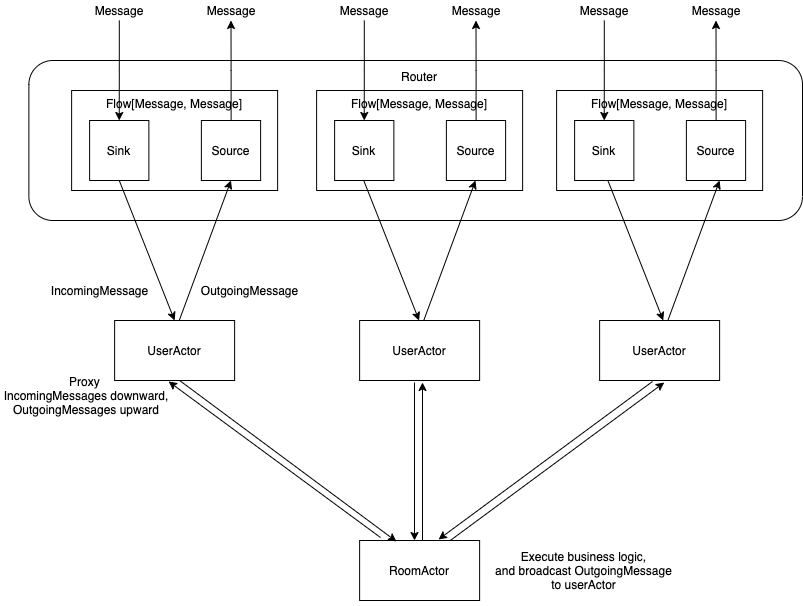 Message
Message
Message
Message
Message
Message
Router
Flow[Message, Message]
Flow[Message, Message]
Flow[Message, Message]
Sink
Source
Sink
Source
Sink
Source
IncomingMessage
OutgoingMessage
UserActor
UserActor
UserActor
Proxy
IncomingMessages downward,
OutgoingMessages upward
RoomActor
Execute business logic,
and broadcast OutgoingMessage
to userActor